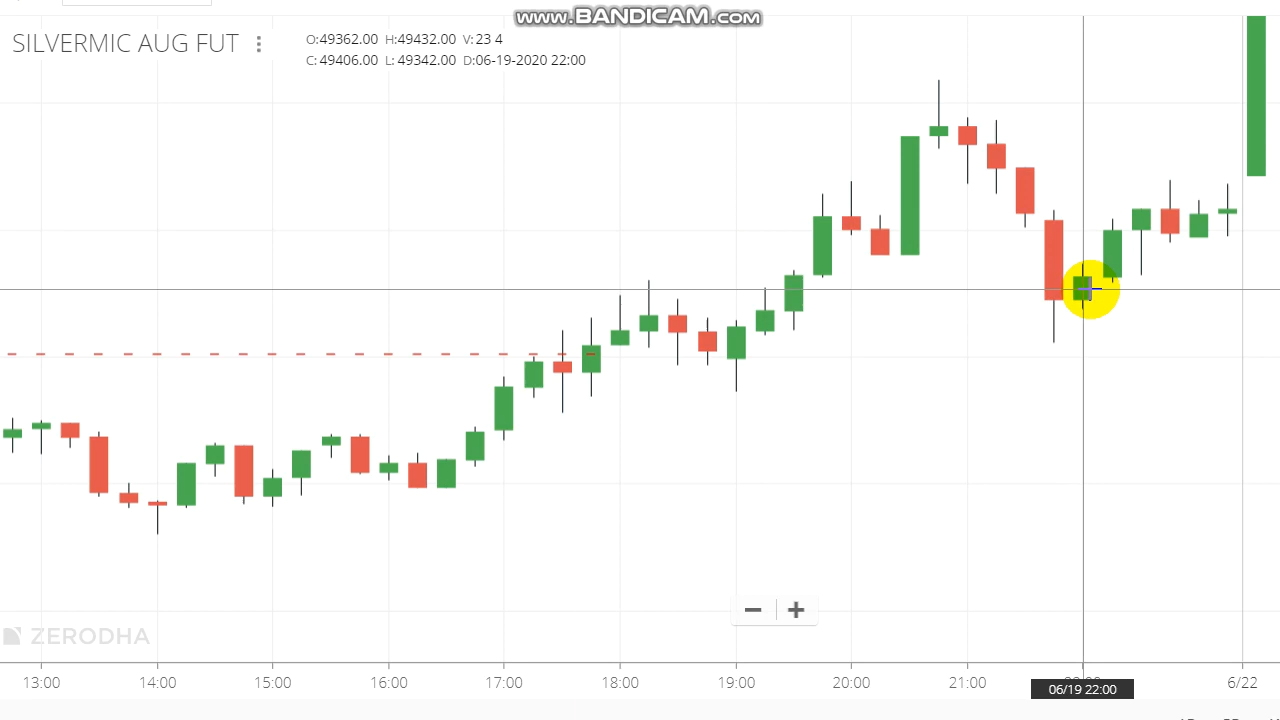 www.BANDICAM.com
SILVERMIC AUG FUT
O:49362.00 H:49432.00 V:23 4
C:49406.00 L:49342.00 D:06-19-2020 22:00
ZERODHA
13:00 14:00 15:00 16:00 17:00 18:00 19:00 20:00 21:00 6/22
06/19 22:00